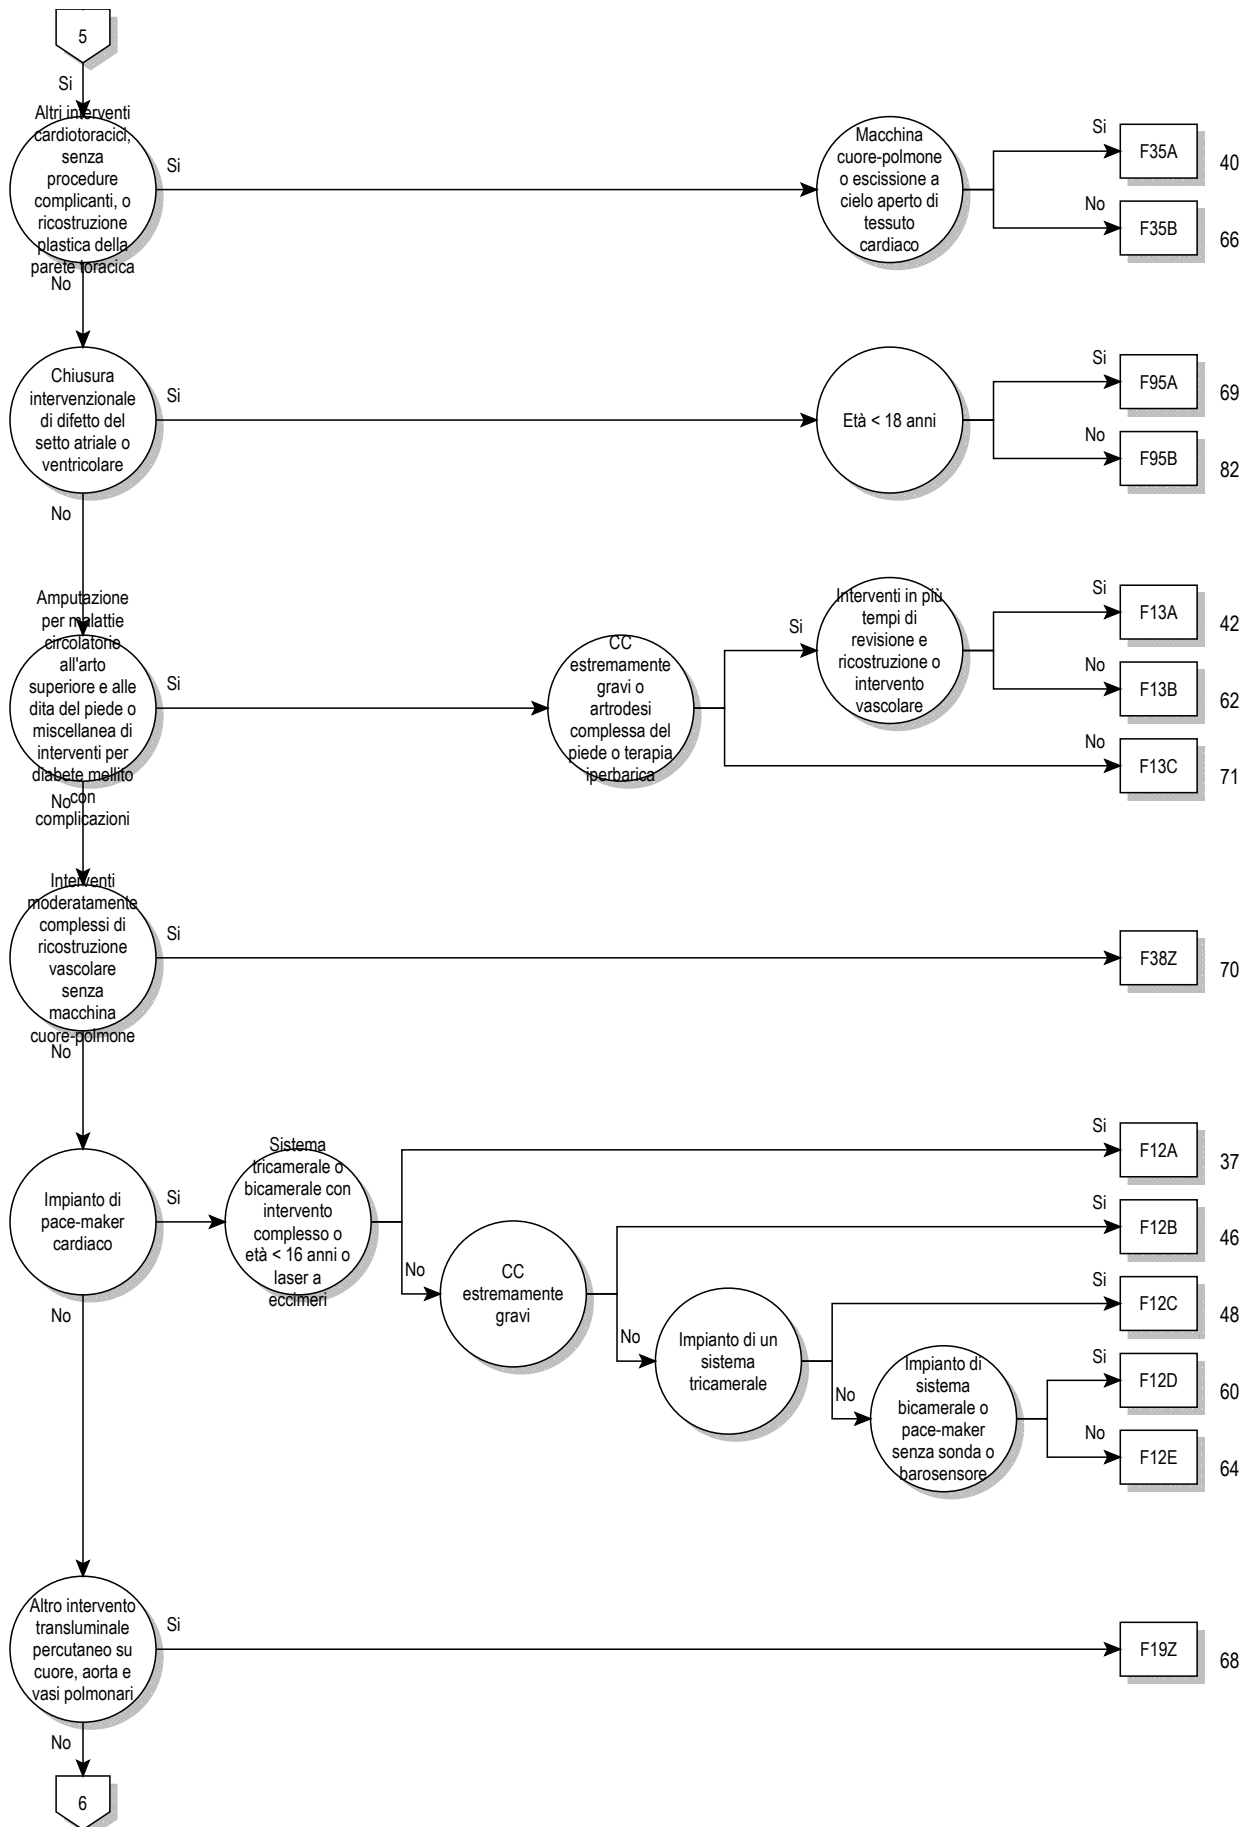 5
Si
Altri interventi
cardiotoracici,
senza
procedure
complicanti, o
ricostruzione
plastica della
parete toracica
Si
Macchina
cuore-polmone
o escissione a
cielo aperto di
tessuto
cardiaco
Si
F35A
40
No
F35B
66
No
Chiusura
intervenzionale
di difetto del
setto atriale o
ventricolare
Si
Età < 18 anni
Si
F95A
69
No
F95B
82
No
Amputazione
per malattie
circolatorie
all'arto
superiore e alle
dita del piede o
miscellanea di
interventi per
diabete mellito
con
complicazioni
Si
CC
estremamente
gravi o
artrodesi
complessa del
piede o terapia
iperbarica
Si
Interventi in più
tempi di
revisione e
ricostruzione o
intervento
vascolare
Si
F13A
42
No
F13B
62
No
F13C
71
No
Interventi
moderatamente
complessi di
ricostruzione
vascolare
senza
macchina
cuore-polmone
Si
F38Z
70
No
Impianto di
pace-maker
cardiaco
Si
Sistema
tricamerale o
bicamerale con
intervento
complesso o
età < 16 anni o
laser a
eccimeri
Si
F12A
37
No
CC
estremamente
gravi
Si
F12B
46
No
Impianto di un
sistema
tricamerale
Si
F12C
48
No
Impianto di
sistema
bicamerale o
pace-maker
senza sonda o
barosensore
Si
F12D
60
No
F12E
64
No
Altro intervento
transluminale
percutaneo su
cuore, aorta e
vasi polmonari
Si
F19Z
68
No
6